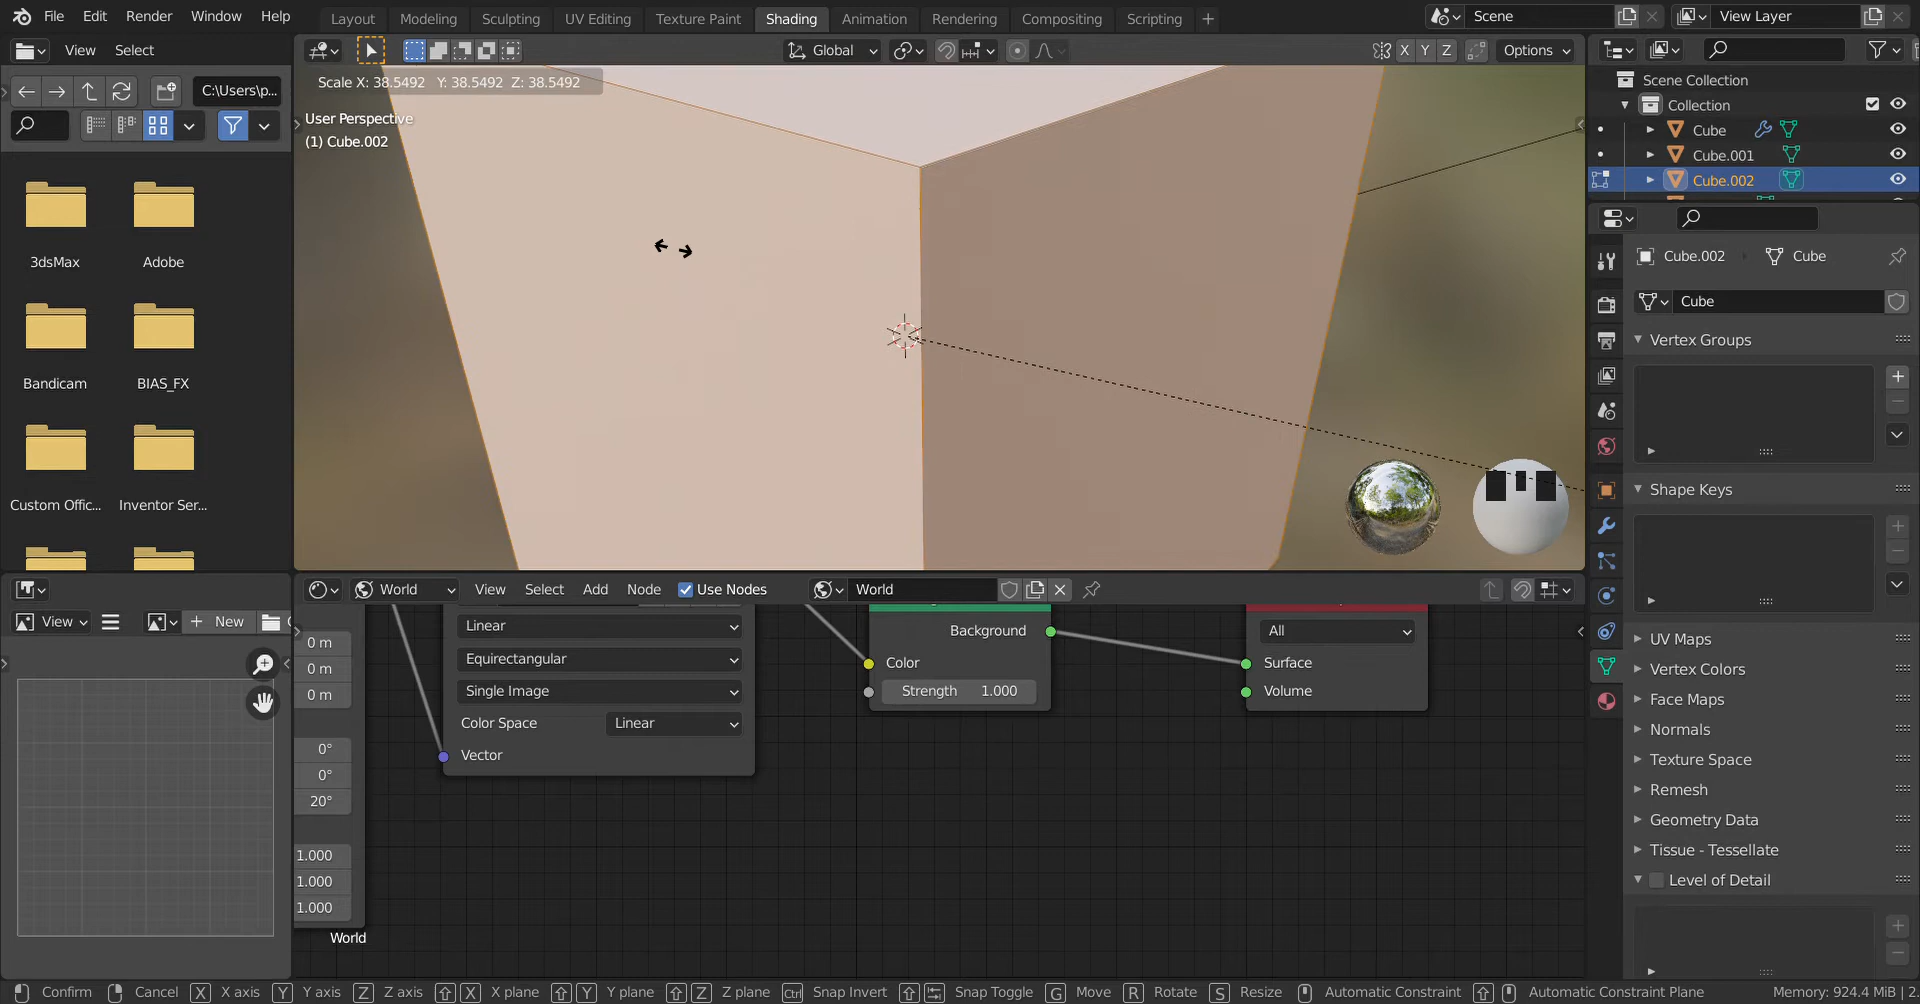 File Edit Render Window Help Layout Modeling Sculpting UV Editing Texture Paint Shading Animation Rendering Compositing Scripting + Scene View Layer
View Select Global X Y Z Options
C:\Users\p...
Scale X: 38.5492 Y: 38.5492 Z: 38.5492
User Perspective
(1) Cube.002
3dsMax Adobe
Bandicam BIAS_FX
Custom Offic... Inventor Ser...
Scene Collection
Collection
Cube
Cube.001
Cube.002
Cube.002 Cube
Cube
Vertex Groups
Shape Keys
UV Maps
Vertex Colors
Face Maps
Normals
Texture Space
Remesh
Geometry Data
Tissue - Tessellate
Level of Detail
World View Select Add Node Use Nodes World
View New
0 m
0 m
0 m
0°
0°
20°
1.000
1.000
1.000
World
Linear
Equirectangular
Single Image
Color Space Linear
Vector
Background
Color
Strength 1.000
All
Surface
Volume
Confirm Cancel X X axis Y Y axis Z Z axis X X plane Y Y plane Z Z plane Ctrl Snap Invert Snap Toggle G Move R Rotate S Resize Automatic Constraint Automatic Constraint Plane Memory: 924.4 MiB | 2.